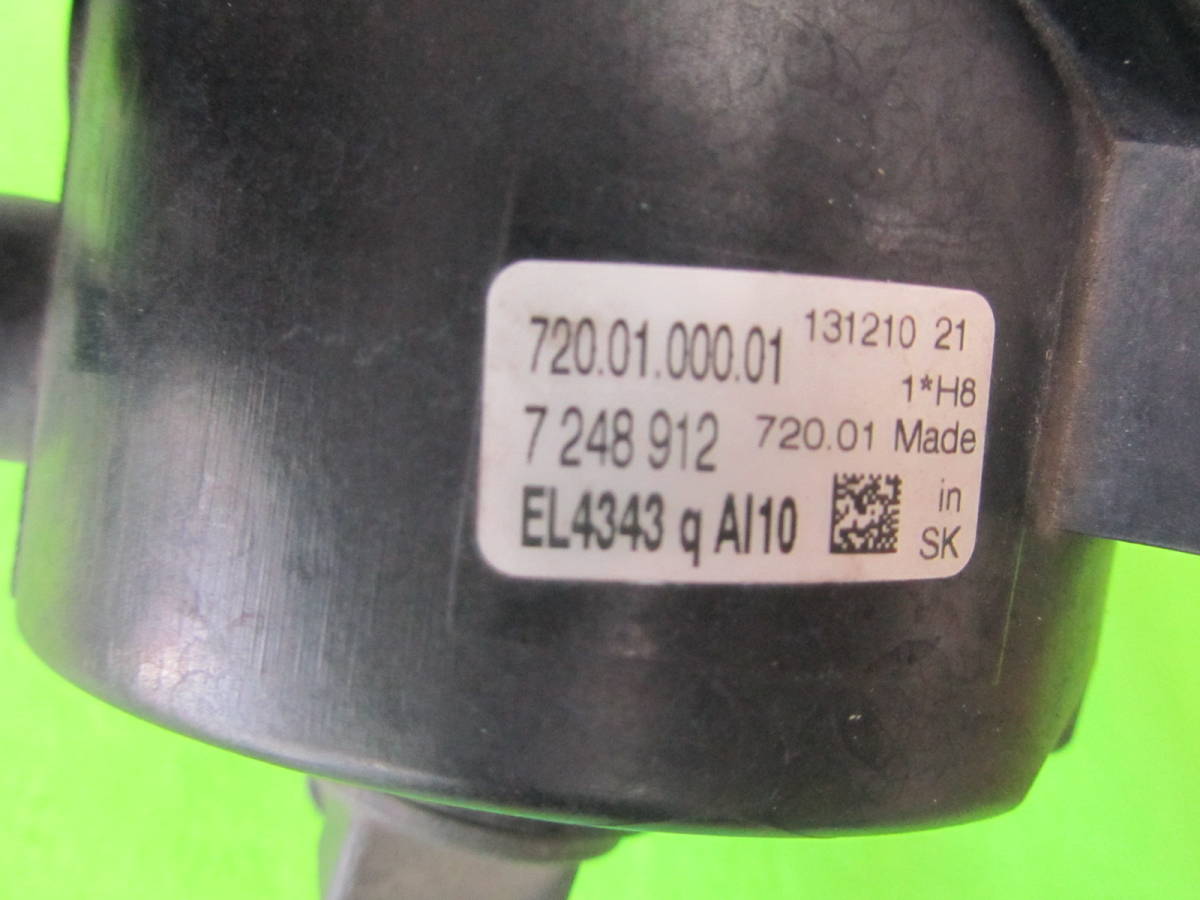 720.01.000.01 131210 21
1*H8
7 248 912 720.01 Made
EL4343 q AI10 in
SK